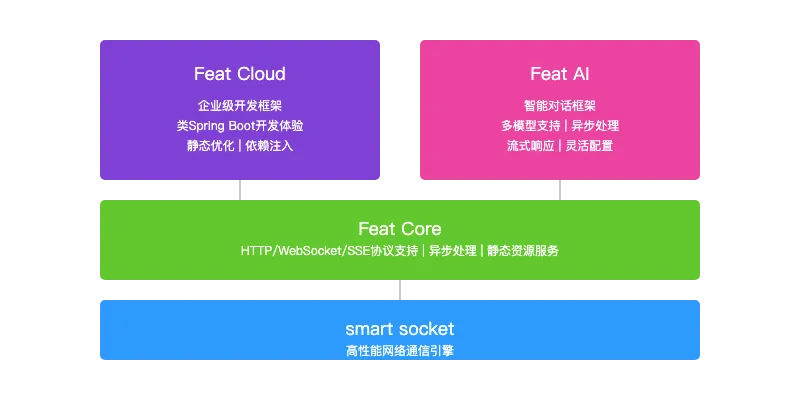 Feat Cloud
企业级开发框架
类Spring Boot开发体验
静态优化 | 依赖注入
Feat AI
智能对话框架
多模型支持 | 异步处理
流式响应 | 灵活配置
Feat Core
HTTP/WebSocket/SSE协议支持 | 异步处理 | 静态资源服务
smart socket
高性能网络通信引擎